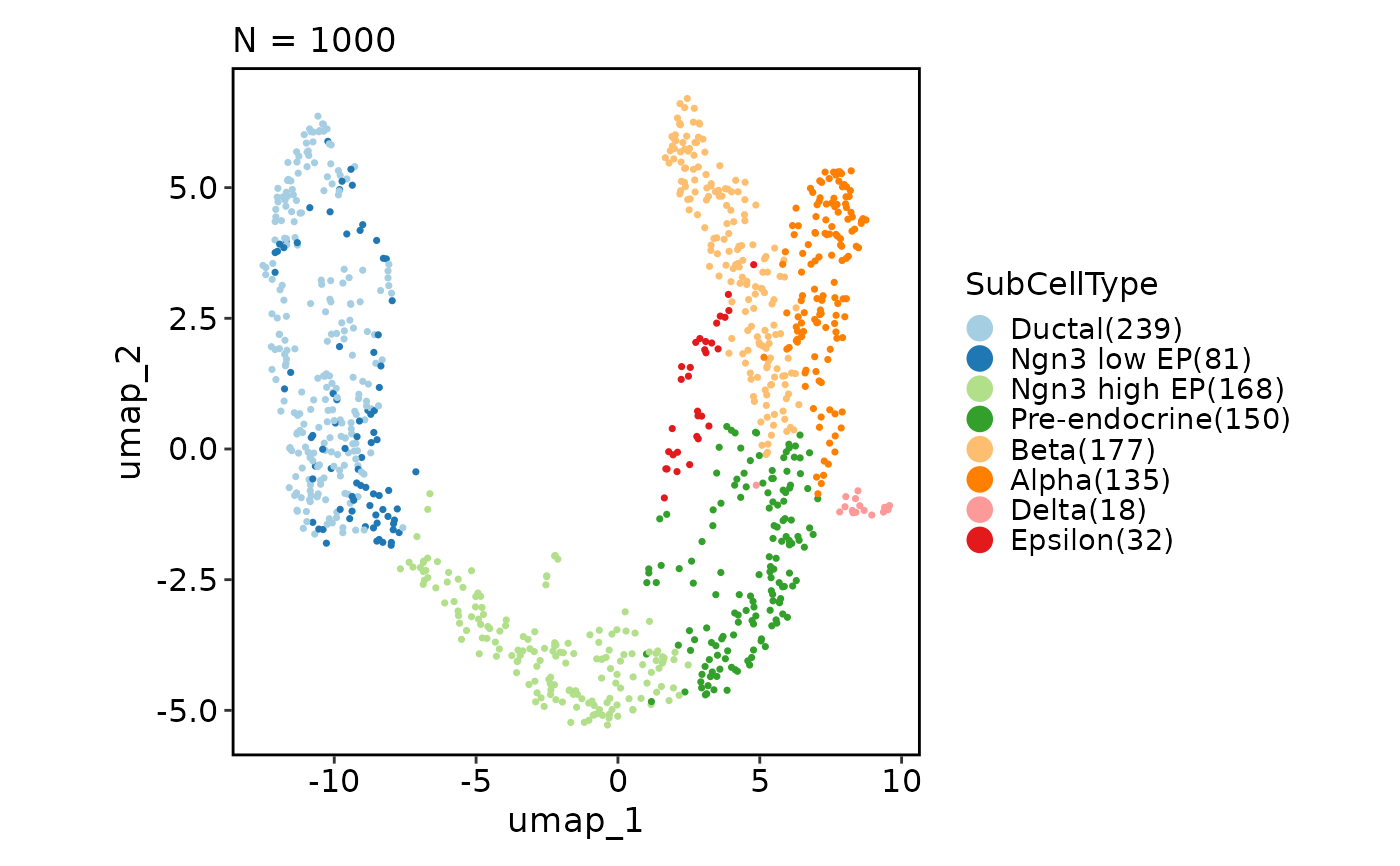 N = 1000
5.0
2.5
0.0
-2.5
-5.0
umap_2
-10
-5
0
5
10
umap_1
SubCellType
Ductal(239)
Ngn3 low EP(81)
Ngn3 high EP(168)
Pre-endocrine(150)
Beta(177)
Alpha(135)
Delta(18)
Epsilon(32)